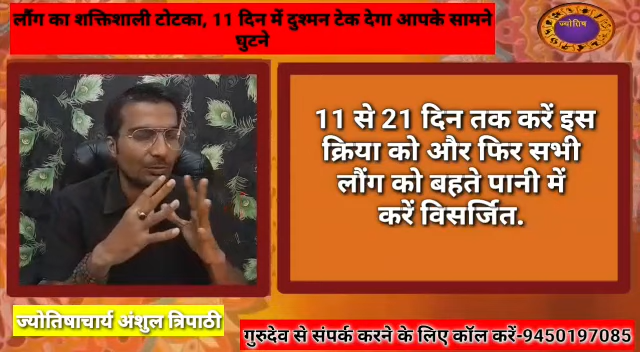 लौंग का शक्तिशाली टोटका, 11 दिन में दुश्मन टेक देगा आपके सामने
घुटने
ज्योतिष
11 से 21 दिन तक करें इस
क्रिया को और फिर सभी
लौंग को बहते पानी में
करें विसर्जित.
ज्योतिषाचार्य अंशुल त्रिपाठी
गुरुदेव से संपर्क करने के लिए कॉल करें-9450197085